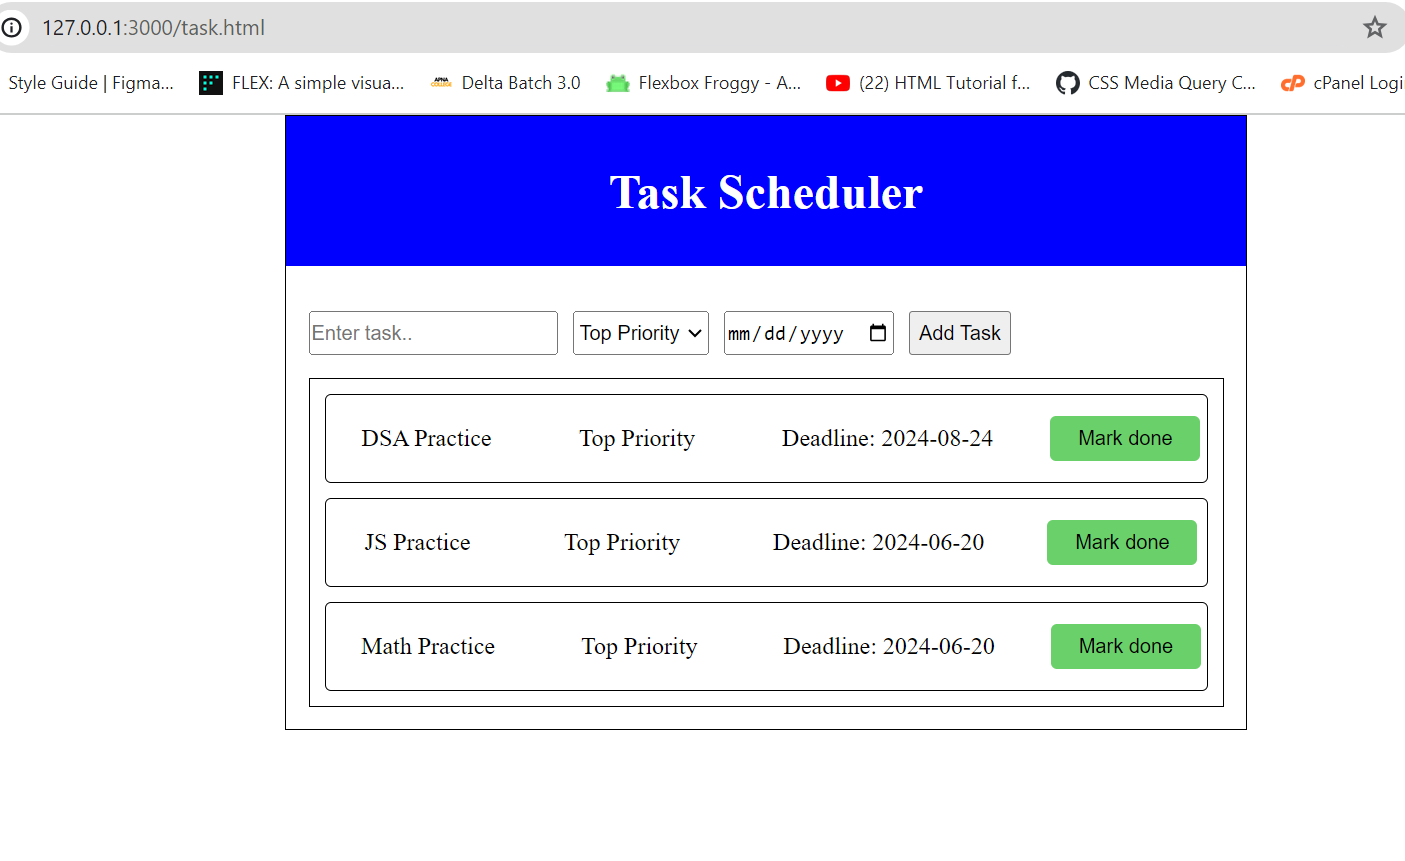 127.0.0.1:3000/task.html
Style Guide | Figma... FLEX: A simple visua... APNA COLLEGE Delta Batch 3.0 Flexbox Froggy - A... (22) HTML Tutorial f... CSS Media Query C... cP cPanel Logi
Task Scheduler
Enter task.. Top Priority mm/dd/yyyy Add Task
DSA Practice Top Priority Deadline: 2024-08-24 Mark done
JS Practice Top Priority Deadline: 2024-06-20 Mark done
Math Practice Top Priority Deadline: 2024-06-20 Mark done